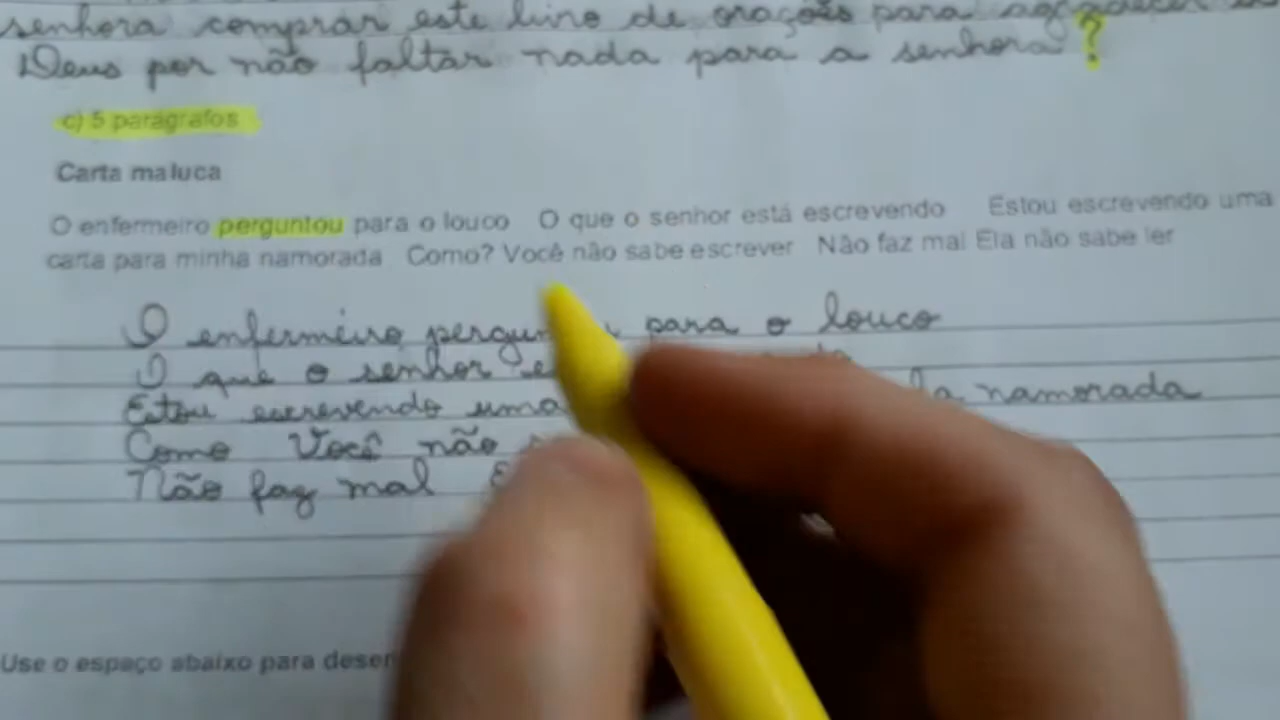 senhora comprar este livro de orações para agradecer a
Deus por não faltar nada para a senhora?
c) 5 parágrafos
Carta maluca
O enfermeiro perguntou para o louco O que o senhor está escrevendo Estou escrevendo uma
carta para minha namorada Como? Você não sabe escrever Não faz mal Ela não sabe ler
O enfermeiro para o louco
O que o senhor
Estou escrevendo uma namorada
Como Você não
Não faz mal
Use o espaço abaixo para